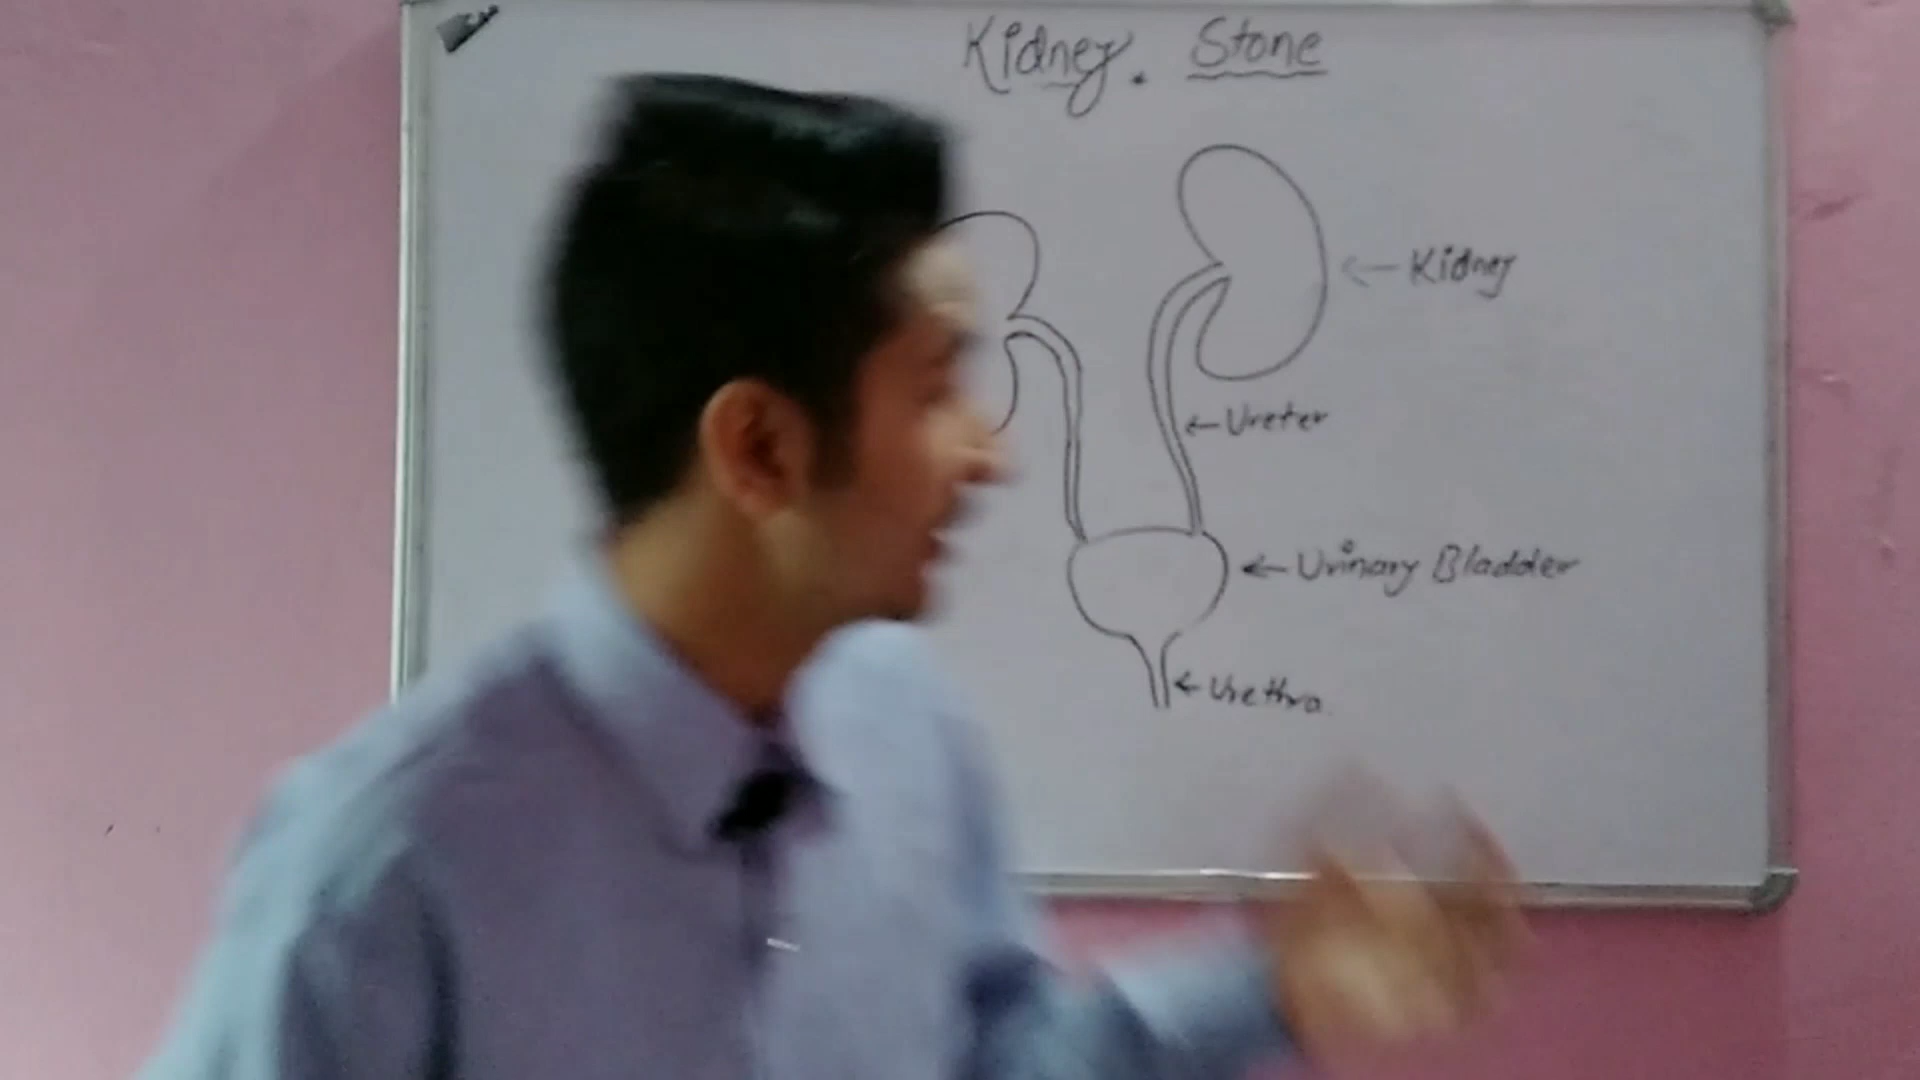 Kidney. Stone
Kidney
Ureter
Urinary Bladder
Urethra